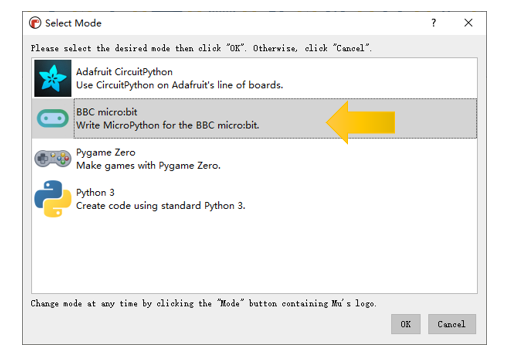 Select Mode
Please select the desired mode then click "OK". Otherwise, click "Cancel".
Adafruit CircuitPython
Use CircuitPython on Adafruit's line of boards.
BBC micro:bit
Write MicroPython for the BBC micro:bit.
Pygame Zero
Make games with Pygame Zero.
Python 3
Create code using standard Python 3.
Change mode at any time by clicking the "Mode" button containing Mu's logo.
OK Cancel